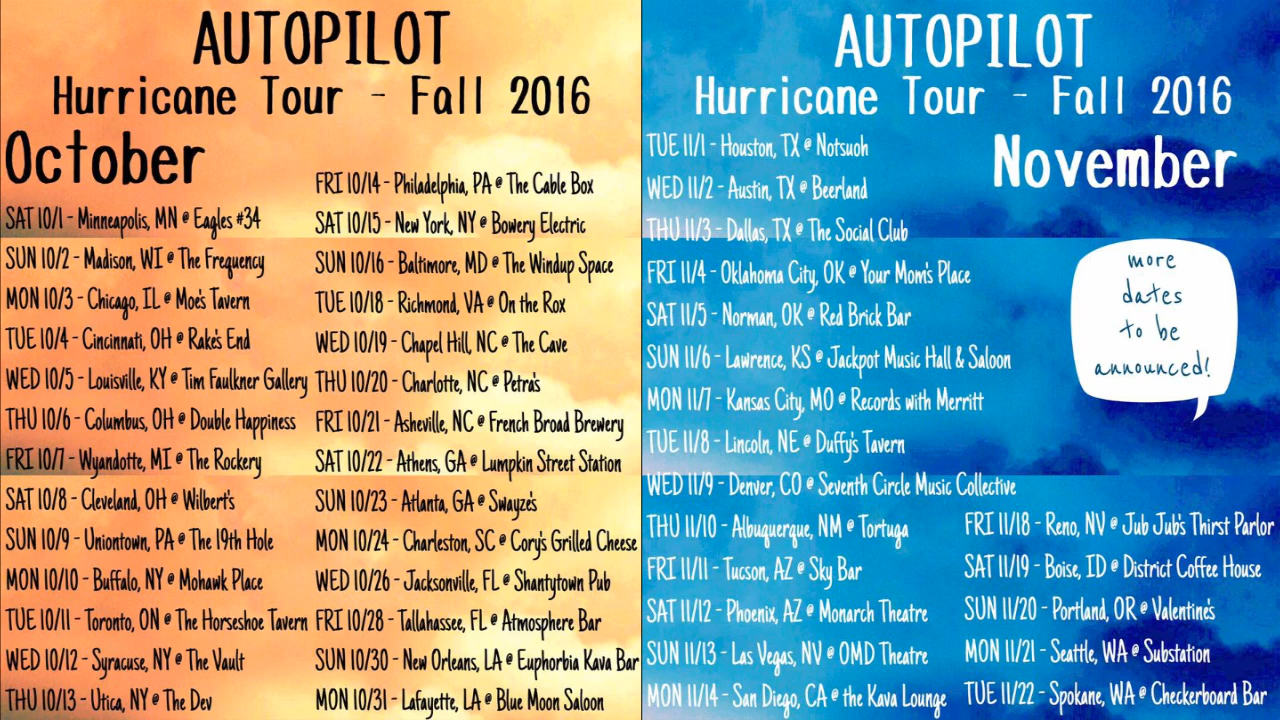 AUTOPILOT
Hurricane Tour - Fall 2016
October
SAT 10/1 - Minneapolis, MN @ Eagles #34
SUN 10/2 - Madison, WI @ The Frequency
MON 10/3 - Chicago, IL @ Moe's Tavern
TUE 10/4 - Cincinnati, OH @ Rake's End
WED 10/5 - Louisville, KY @ Tim Faulkner Gallery
THU 10/6 - Columbus, OH @ Double Happiness
FRI 10/7 - Wyandotte, MI @ The Rockery
SAT 10/8 - Cleveland, OH @ Wilbert's
SUN 10/9 - Uniontown, PA @ The 19th Hole
MON 10/10 - Buffalo, NY @ Mohawk Place
TUE 10/11 - Toronto, ON @ The Horseshoe Tavern
WED 10/12 - Syracuse, NY @ The Vault
THU 10/13 - Utica, NY @ The Dev
FRI 10/14 - Philadelphia, PA @ The Cable Box
SAT 10/15 - New York, NY @ Bowery Electric
SUN 10/16 - Baltimore, MD @ The Windup Space
TUE 10/18 - Richmond, VA @ On the Rox
WED 10/19 - Chapel Hill, NC @ The Cave
THU 10/20 - Charlotte, NC @ Petra's
FRI 10/21 - Asheville, NC @ French Broad Brewery
SAT 10/22 - Athens, GA @ Lumpkin Street Station
SUN 10/23 - Atlanta, GA @ Swayze's
MON 10/24 - Charleston, SC @ Cory's Grilled Cheese
WED 10/26 - Jacksonville, FL @ Shantytown Pub
FRI 10/28 - Tallahassee, FL @ Atmosphere Bar
SUN 10/30 - New Orleans, LA @ Euphorbia Kava Bar
MON 10/31 - Lafayette, LA @ Blue Moon Saloon
AUTOPILOT
Hurricane Tour - Fall 2016
November
TUE 11/1 - Houston, TX @ Notsuoh
WED 11/2 - Austin, TX @ Beerland
THU 11/3 - Dallas, TX @ The Social Club
FRI 11/4 - Oklahoma City, OK @ Your Mom's Place
SAT 11/5 - Norman, OK @ Red Brick Bar
SUN 11/6 - Lawrence, KS @ Jackpot Music Hall & Saloon
MON 11/7 - Kansas City, MO @ Records with Merritt
TUE 11/8 - Lincoln, NE @ Duffy's Tavern
WED 11/9 - Denver, CO @ Seventh Circle Music Collective
THU 11/10 - Albuquerque, NM @ Tortuga
FRI 11/11 - Tucson, AZ @ Sky Bar
SAT 11/12 - Phoenix, AZ @ Monarch Theatre
SUN 11/13 - Las Vegas, NV @ OMD Theatre
MON 11/14 - San Diego, CA @ the Kava Lounge
more
dates
to be
announced!
FRI 11/18 - Reno, NV @ Jub Jub's Thirst Parlor
SAT 11/19 - Boise, ID @ District Coffee House
SUN 11/20 - Portland, OR @ Valentine's
MON 11/21 - Seattle, WA @ Substation
TUE 11/22 - Spokane, WA @ Checkerboard Bar